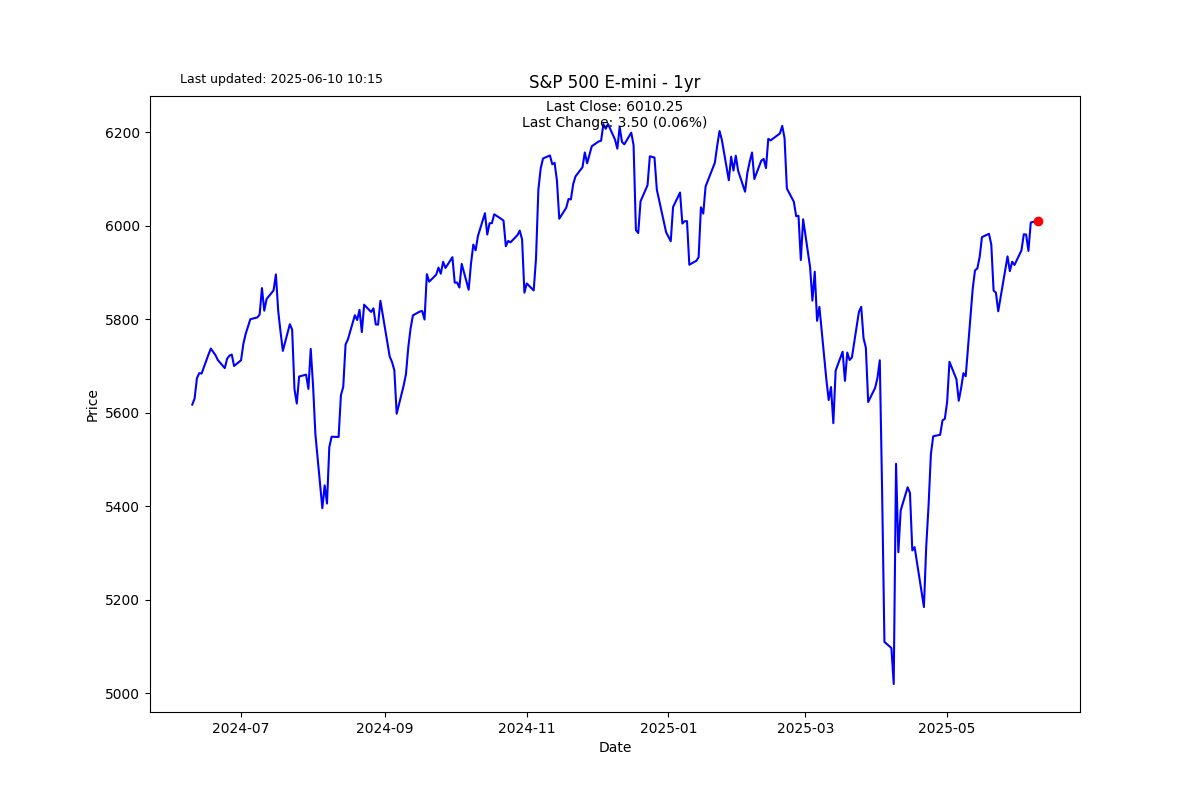 Last updated: 2025-06-10 10:15
S&P 500 E-mini - 1yr
Last Close: 6010.25
Last Change: 3.50 (0.06%)
6200
6000
5800
5600
5400
5200
5000
Price
2024-07 2024-09 2024-11 2025-01 2025-03 2025-05
Date